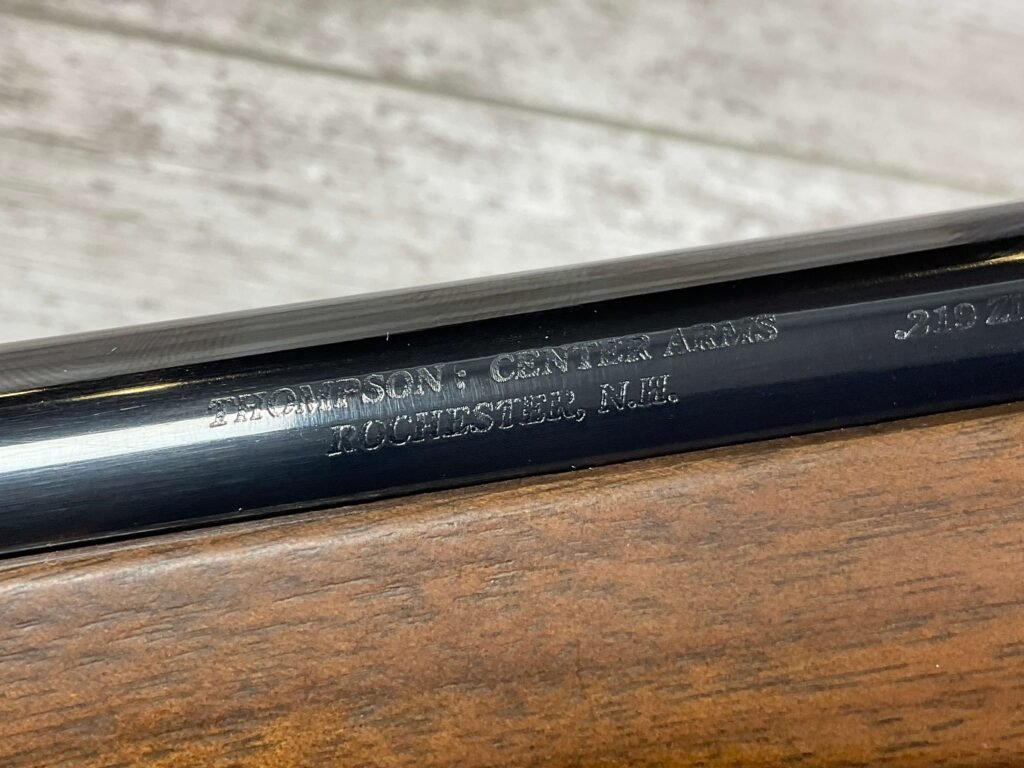 THOMPSON : CENTER ARMS
ROCHESTER, N.H.
.219